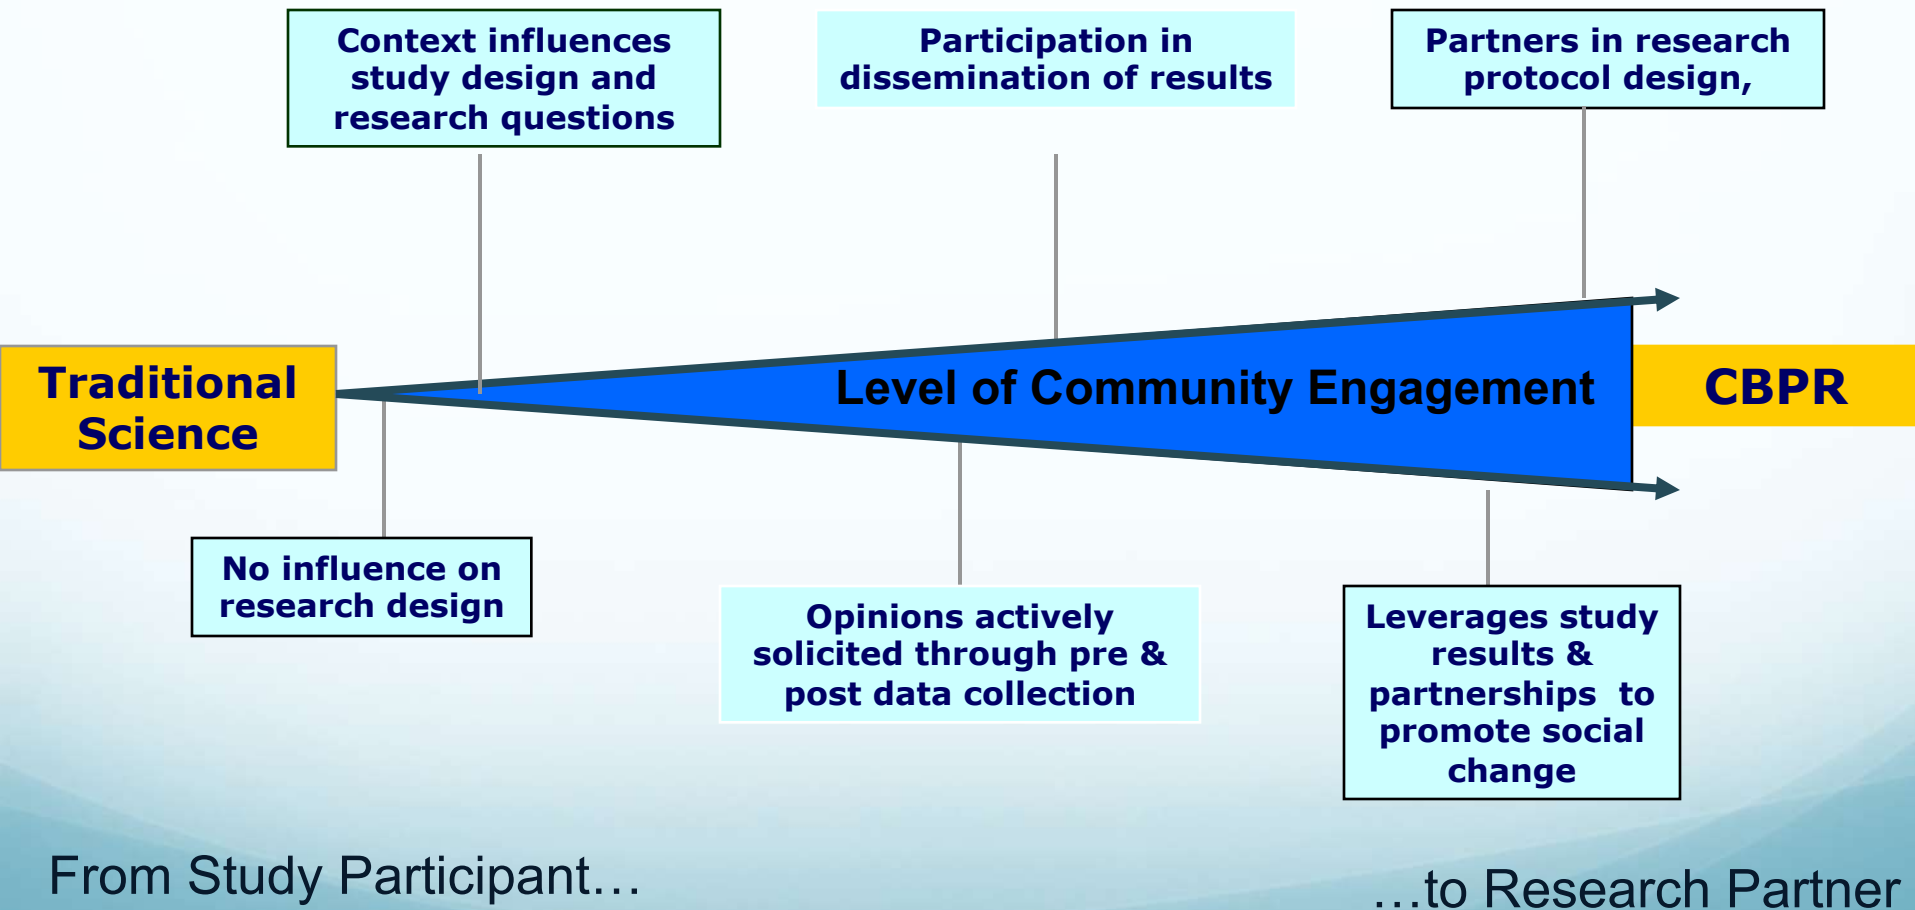 Context influences
study design and
research questions
Participation in
dissemination of results
Partners in research
protocol design,
Traditional
Science
Level of Community Engagement
CBPR
No influence on
research design
Opinions actively
solicited through pre &
post data collection
Leverages study
results &
partnerships to
promote social
change
From Study Participant…
…to Research Partner